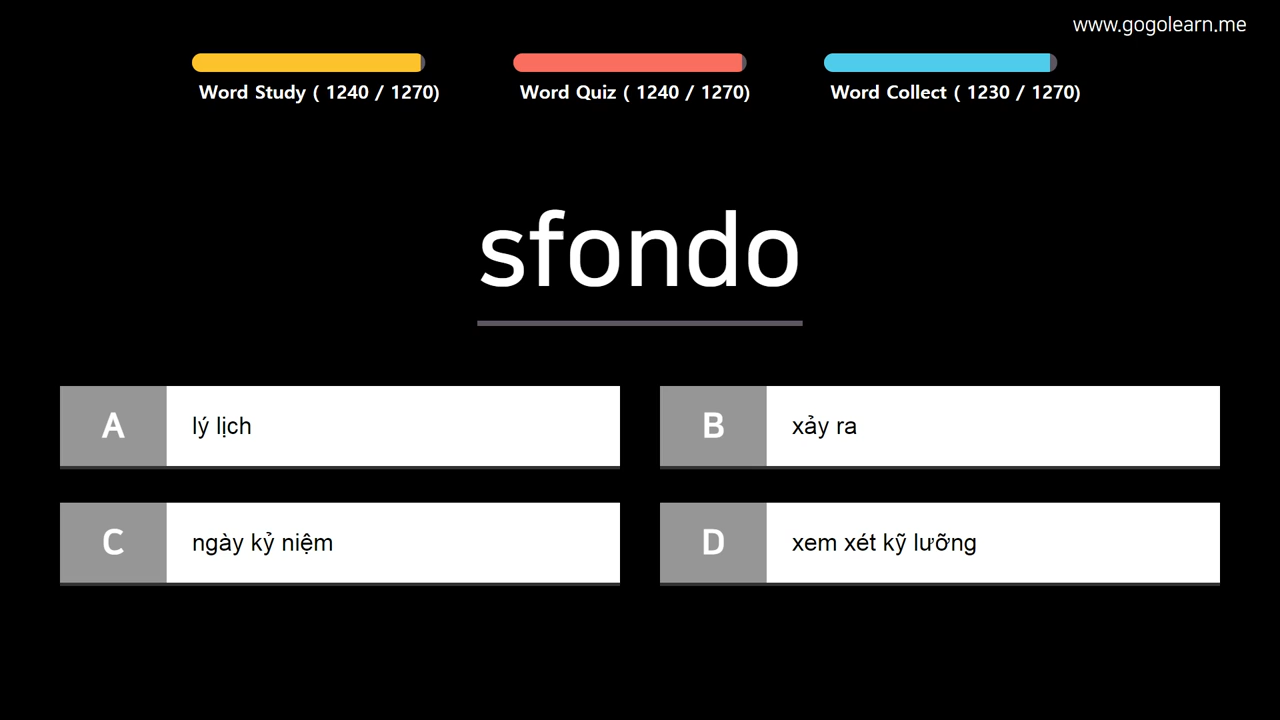 www.gogolearn.me
Word Study ( 1240 / 1270)
Word Quiz ( 1240 / 1270)
Word Collect ( 1230 / 1270)
sfondo
A lý lịch
B xảy ra
C ngày kỷ niệm
D xem xét kỹ lưỡng